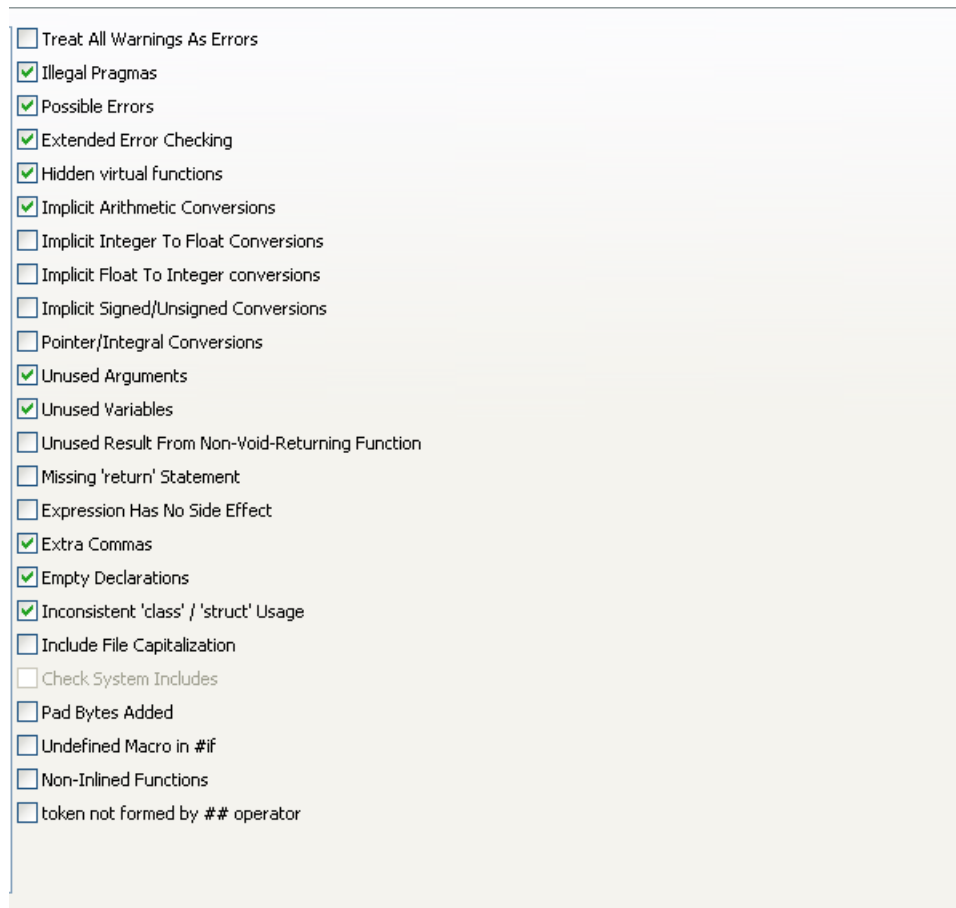 Treat All Warnings As Errors
Illegal Pragmas
Possible Errors
Extended Error Checking
Hidden virtual functions
Implicit Arithmetic Conversions
Implicit Integer To Float Conversions
Implicit Float To Integer conversions
Implicit Signed/Unsigned Conversions
Pointer/Integral Conversions
Unused Arguments
Unused Variables
Unused Result From Non-Void-Returning Function
Missing 'return' Statement
Expression Has No Side Effect
Extra Commas
Empty Declarations
Inconsistent 'class' / 'struct' Usage
Include File Capitalization
Check System Includes
Pad Bytes Added
Undefined Macro in #if
Non-Inlined Functions
token not formed by ## operator